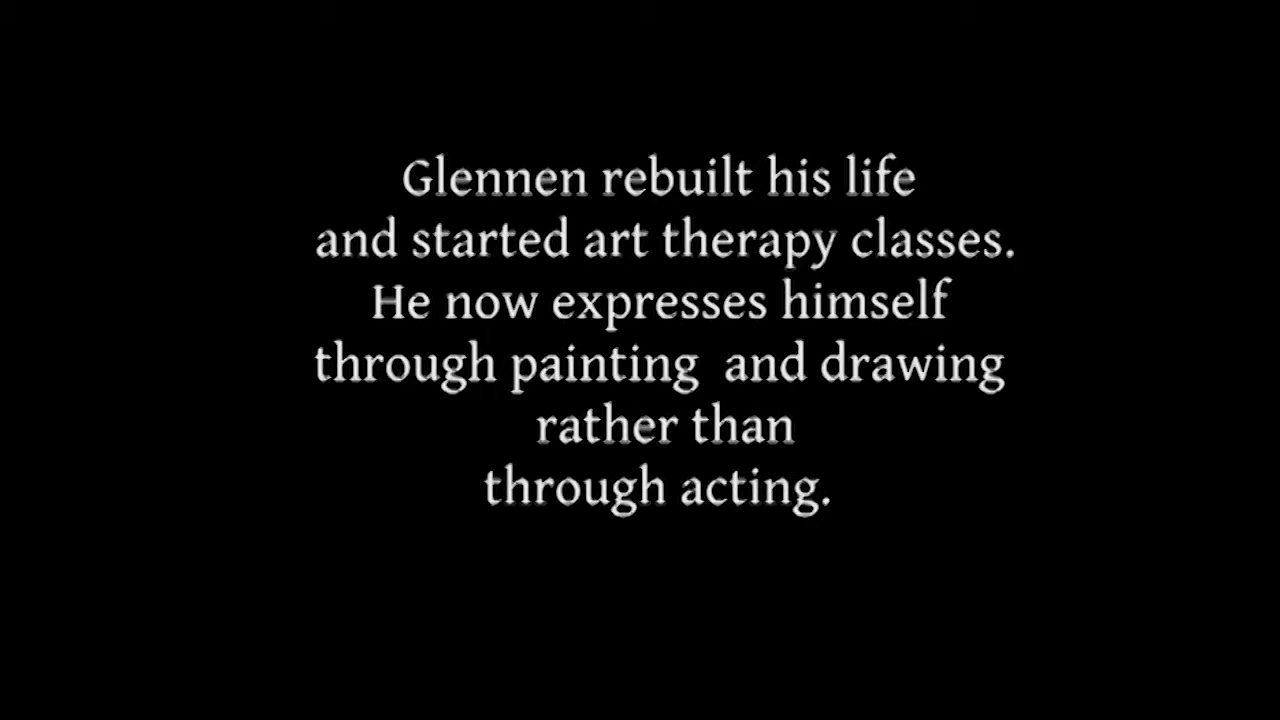 Glennen rebuilt his life
and started art therapy classes.
He now expresses himself
through painting  and drawing
rather than
through acting.